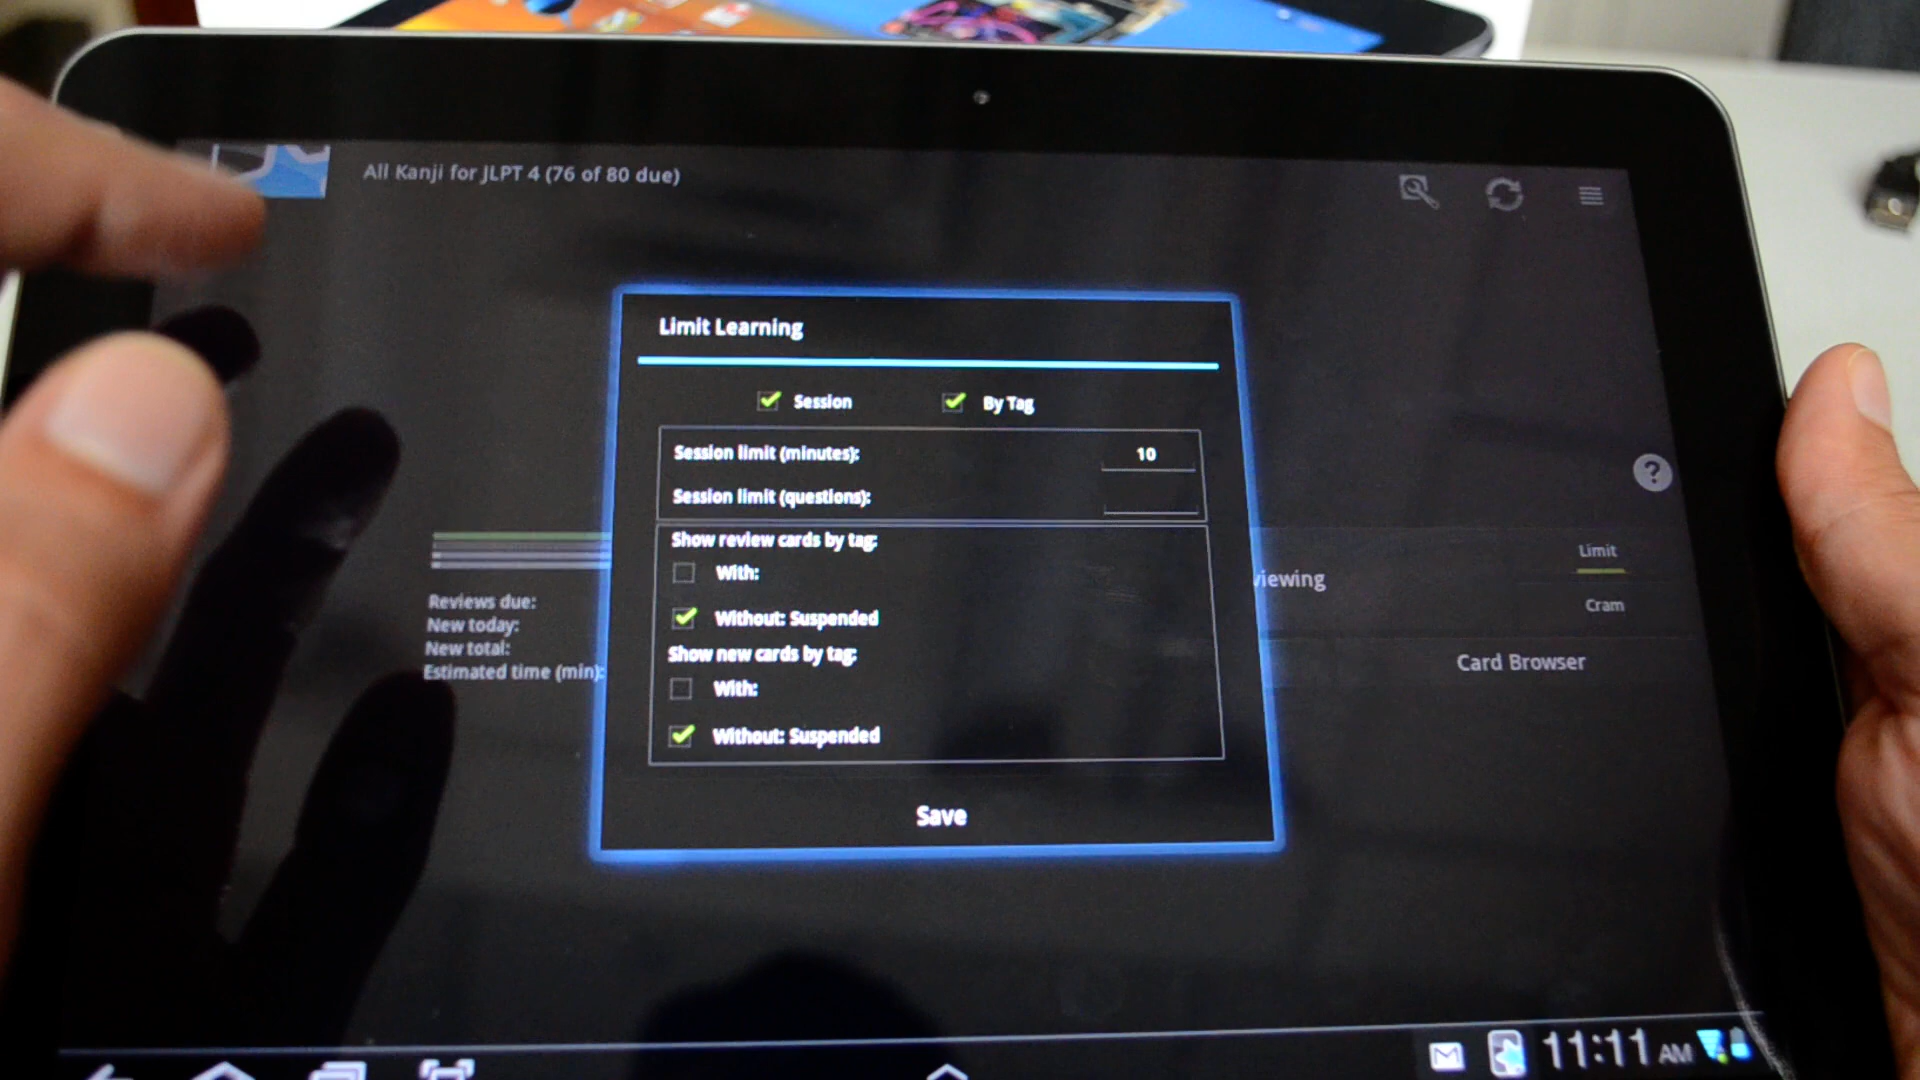 All Kanji for JLPT 4 (76 of 80 due)
Limit Learning
Session
By Tag
Session limit (minutes): 10
Session limit (questions):
Show review cards by tag:
With:
Without: Suspended
Show new cards by tag:
With:
Without: Suspended
Save
Reviews due:
New today:
New total:
Estimated time (min):
viewing
Limit
Cram
Card Browser
?
11:11 AM